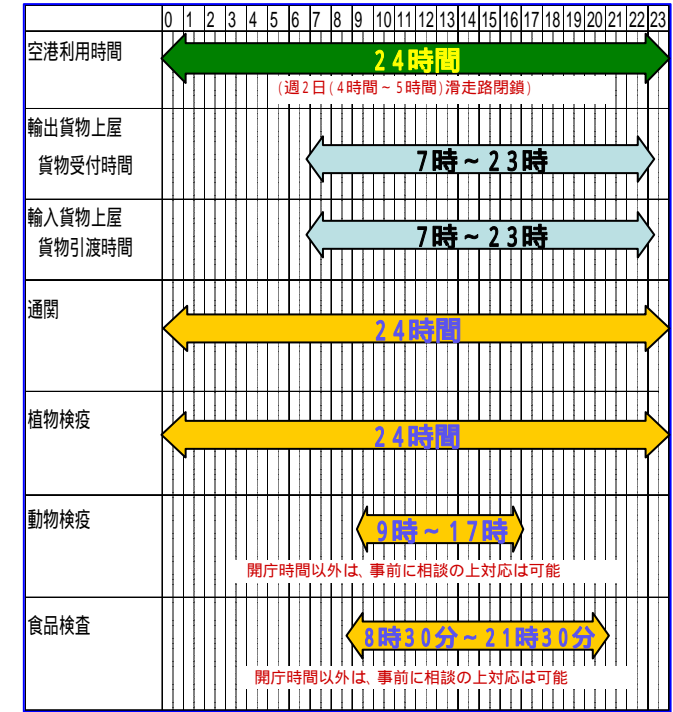 0 1 2 3 4 5 6 7 8 9 10 11 12 13 14 15 16 17 18 19 20 21 22 23
空港利用時間
24時間
(週2日(4時間~5時間)滑走路閉鎖)
輸出貨物上屋
貨物受付時間
7時~23時
輸入貨物上屋
貨物引渡時間
7時~23時
通関
24時間
植物検疫
24時間
動物検疫
9時~17時
開庁時間以外は、事前に相談の上対応は可能
食品検査
8時30分~21時30分
開庁時間以外は、事前に相談の上対応は可能